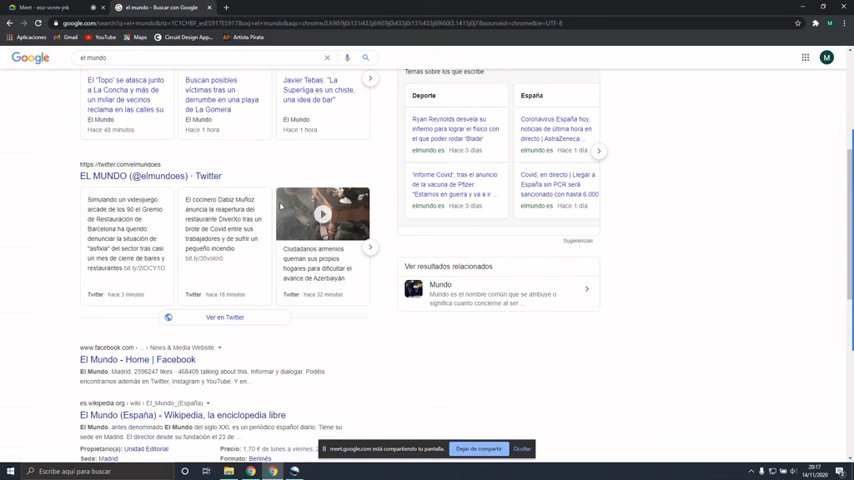 Meet - eoz-vcnm-jnk
el mundo - Buscar con Google
Aplicaciones
Gmail
YouTube
Maps
Circuit Design App...
Artista Pirata
Google
el mundo
M
El 'Topo' se atasca junto
a La Concha y más de
un millar de vecinos
reclama en las calles su
El Mundo
Hace 48 minutos
Buscan posibles
víctimas tras un
derrumbe en una playa
de La Gomera
El Mundo
Hace 1 hora
Javier Tebas: "La
Superliga es un chiste,
una idea de bar"
El Mundo
Hace 1 hora
Temas sobre los que escribe
Deporte
Ryan Reynolds desvela su
infierno para lograr el físico con
el que poder rodar 'Blade'
elmundo.es Hace 3 días
'Informe Covid', tras el anuncio
de la vacuna de Pfizer:
"Estamos en guerra y va a ir ...
elmundo.es Hace 3 días
España
Coronavirus España hoy,
noticias de última hora en
directo | AstraZeneca...
elmundo.es Hace 1 día
Covid, en directo | Llegar a
España sin PCR será
sancionado con hasta 6.000
elmundo.es Hace 1 día
Sugerencias
https://twitter.com/elmundoes
EL MUNDO (@elmundoes) · Twitter
Simulando un videojuego
arcade de los 90 el Gremio
de Restauración de
Barcelona ha querido
denunciar la situación de
"asfixia" del sector tras casi
un mes de cierre de bares y
restaurantes
Twitter · hace 3 minutos
El cocinero Dabiz Muñoz
anuncia la reapertura del
restaurante DiverXo tras un
brote de Covid entre sus
trabajadores y de sufrir un
pequeño incendio
Twitter · hace 18 minutos
Ciudadanos armenios
queman sus propios
hogares para dificultar el
avance de Azerbaiyán
Twitter · hace 32 minutos
Ver en Twitter
Ver resultados relacionados
Mundo
Mundo es el nombre común que se atribuye o
significa cuanto concierne al ser ...
www.facebook.com › ... › News & Media Website
El Mundo - Home | Facebook
El Mundo, Madrid. 2596247 likes · 468409 talking about this. Informar y dialogar. Podéis
encontrarnos además en Twitter, Instagram y YouTube. Y en...
es.wikipedia.org › wiki › El_Mundo_(España)
El Mundo (España) - Wikipedia, la enciclopedia libre
El Mundo, antes denominado El Mundo del siglo XXI, es un periódico español diario. Tiene su
sede en Madrid. El director desde su fundación el 23 de ...
Propietario(s): Unidad Editorial
Precio: 1,70 € de lunes a viernes, 2
Sede: Madrid
Formato: Berlinés
meet.google.com está compartiendo tu pantalla.
Dejar de compartir
Ocultar
Escribe aquí para buscar
20:17
14/11/2020